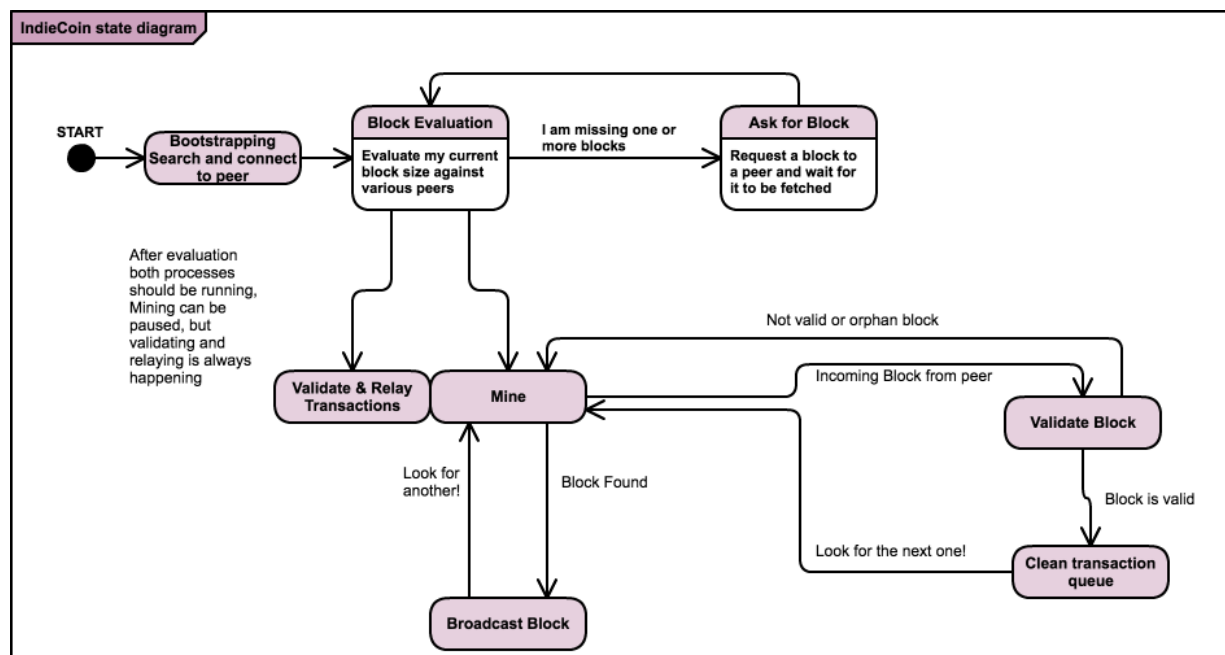 IndieCoin state diagram
START
Bootstrapping
Search and connect
to peer
Block Evaluation
Evaluate my current
block size against
various peers
I am missing one or
more blocks
Ask for Block
Request a block to
a peer and wait for
it to be fetched
After evaluation
both processes
should be running,
Mining can be
paused, but
validating and
relaying is always
happening
Validate & Relay
Transactions
Mine
Not valid or orphan block
Incoming Block from peer
Validate Block
Look for
another!
Block Found
Block is valid
Look for the next one!
Clean transaction
queue
Broadcast Block